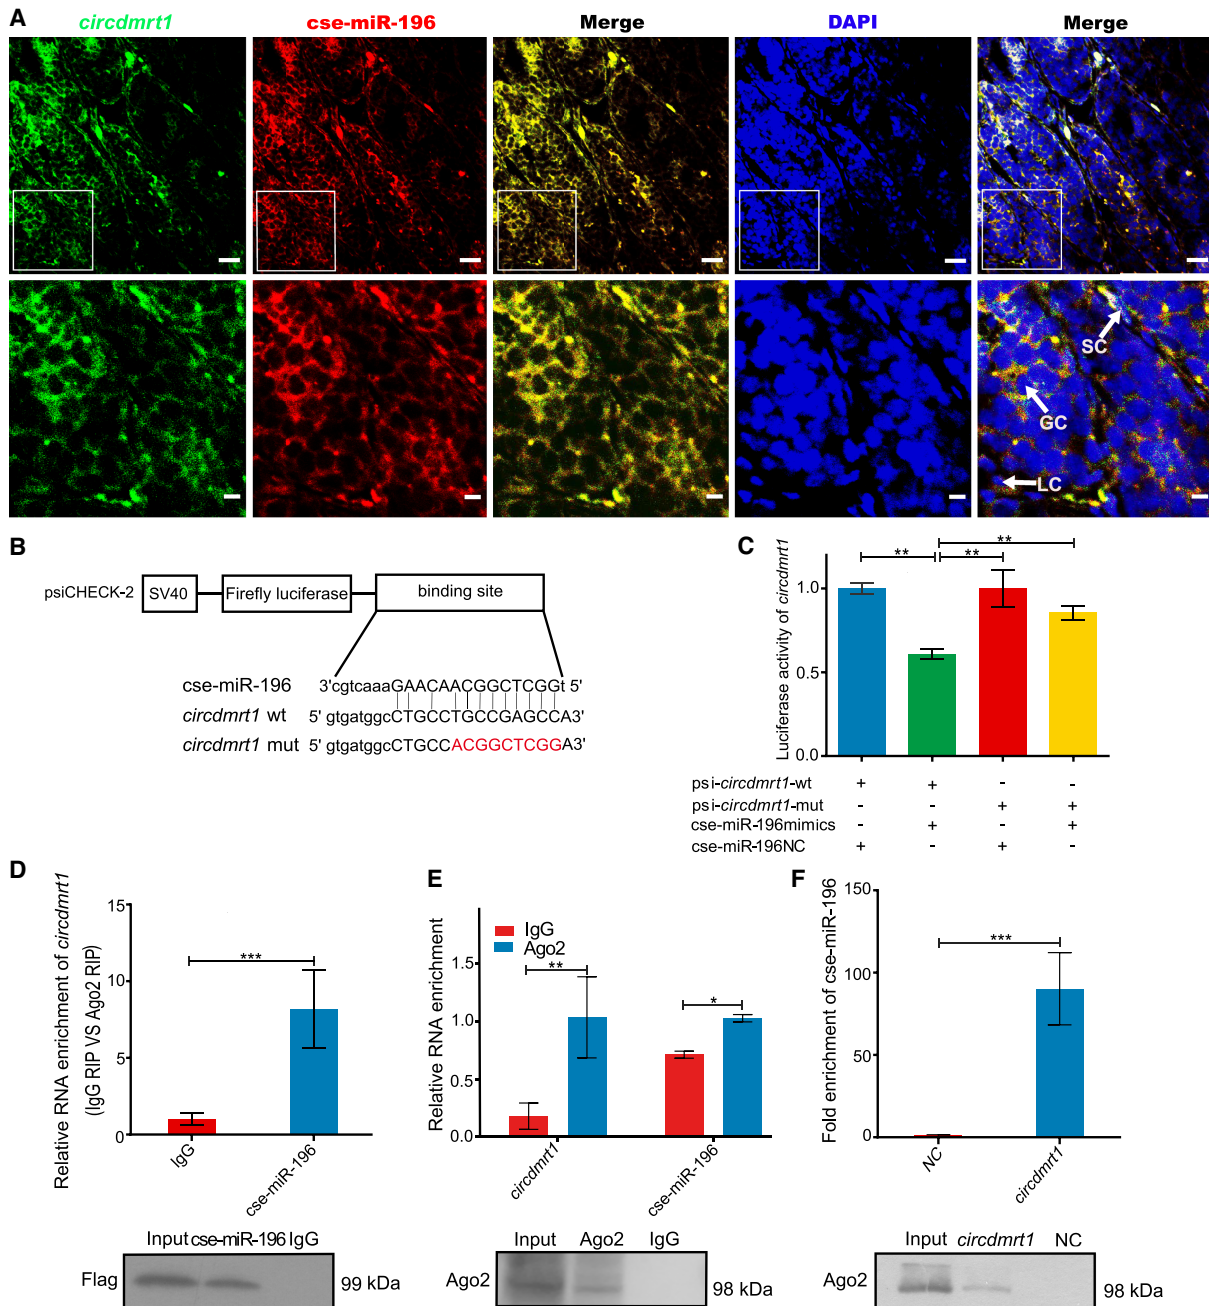 A
circdmrt1 cse-miR-196 Merge DAPI Merge
SC
GC
LC
B
psiCHECK-2 SV40 Firefly luciferase binding site
cse-miR-196 3'cgtcaaaGAACAACGGCTCGGt 5'
circdmrt1 wt 5' gtgatggcCTGCCTGCCGAGCCA3'
circdmrt1 mut 5' gtgatggcCTGCCACGGCTCGGA3'
C
Luciferase activity of circdmrt1
** ** **
1.0
0.5
0.0
psi-circdmrt1-wt + + - -
psi-circdmrt1-mut - - + +
cse-miR-196mimics - + - +
cse-miR-196NC + - + -
D
Relative RNA enrichment of circdmrt1
(IgG RIP VS Ago2 RIP)
15
10
5
0
***
IgG cse-miR-196
Input cse-miR-196 IgG
Flag 99 kDa
E
Relative RNA enrichment
IgG
Ago2
1.5
1.0
0.5
0.0
** *
circdmrt1 cse-miR-196
Input Ago2 IgG
Ago2 98 kDa
F
Fold enrichment of cse-miR-196
150
100
50
0
***
NC circdmrt1
Input circdmrt1 NC
Ago2 98 kDa